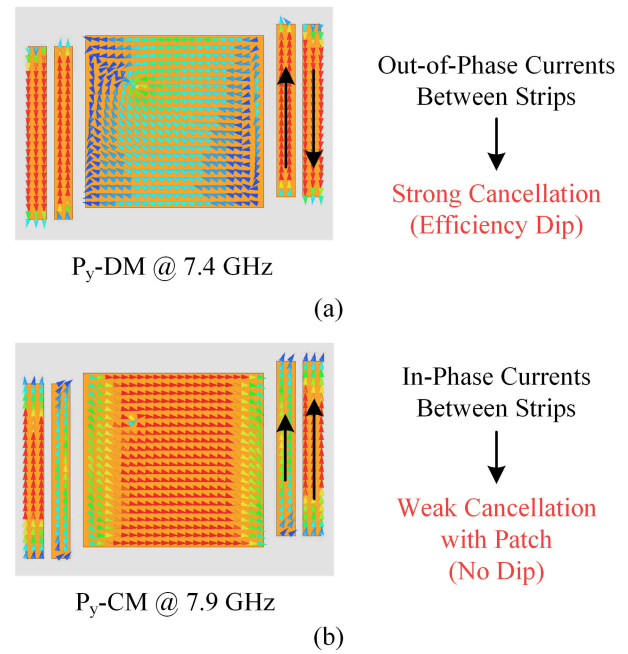 Out-of-Phase Currents
Between Strips
Strong Cancellation
(Efficiency Dip)
Py-DM @ 7.4 GHz
(a)
In-Phase Currents
Between Strips
Weak Cancellation
with Patch
(No Dip)
Py-CM @ 7.9 GHz
(b)